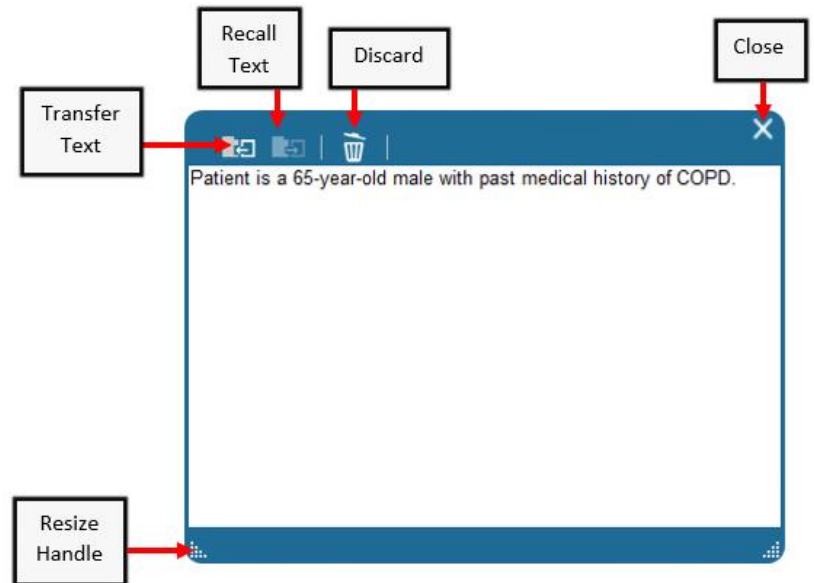 Recall
Text
Discard
Close
Transfer
Text
Patient is a 65-year-old male with past medical history of COPD.
Resize
Handle